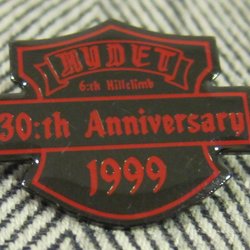 MUDET
6:th Hillclimb
30:th Anniversary
1999